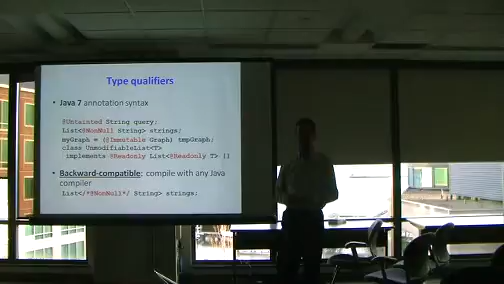 Type qualifiers
• Java 7 annotation syntax
@Untainted String query;
List<@NonNull String> strings;
myGraph = (@Immutable Graph) tmpGraph;
class UnmodifiableList<T>
implements @Readonly List<@Readonly T> {}
• Backward-compatible: compile with any Java
compiler
List</*@NonNull*/ String> strings;